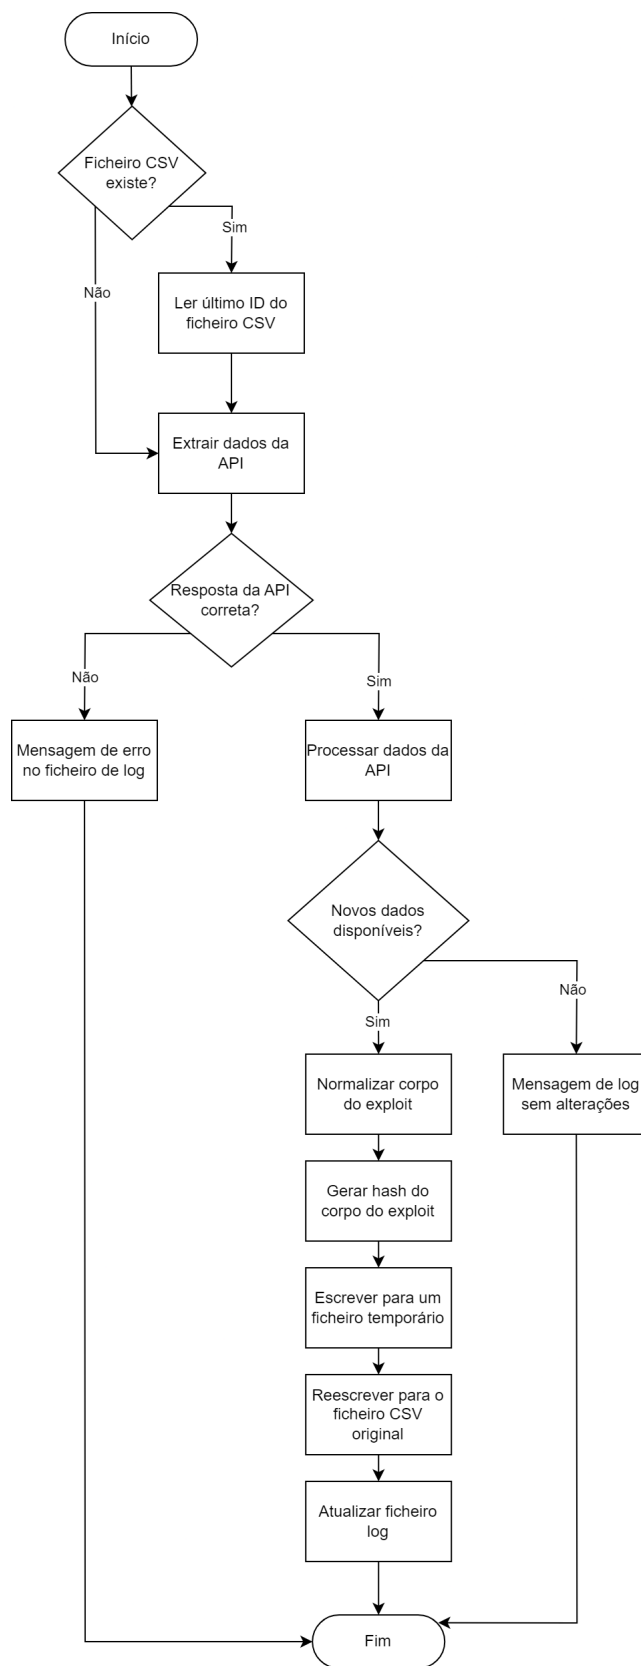 Início
Ficheiro CSV
existe?
Sim
Não
Ler último ID do
ficheiro CSV
Extrair dados da
API
Resposta da API
correta?
Não
Sim
Mensagem de erro
no ficheiro de log
Processar dados da
API
Novos dados
disponíveis?
Não
Sim
Normalizar corpo
do exploit
Mensagem de log
sem alterações
Gerar hash do
corpo do exploit
Escrever para um
ficheiro temporário
Reescrever para o
ficheiro CSV
original
Atualizar ficheiro
log
Fim